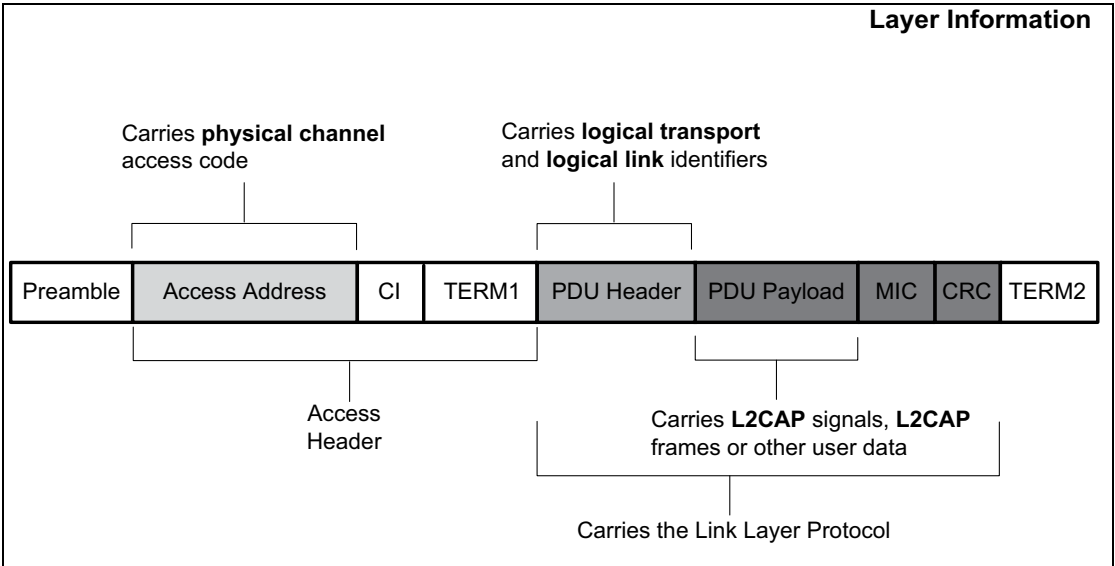 Layer Information
Carries physical channel
access code
Carries logical transport
and logical link identifiers
Preamble
Access Address
CI
TERM1
PDU Header
PDU Payload
MIC
CRC
TERM2
Access
Header
Carries L2CAP signals, L2CAP
frames or other user data
Carries the Link Layer Protocol